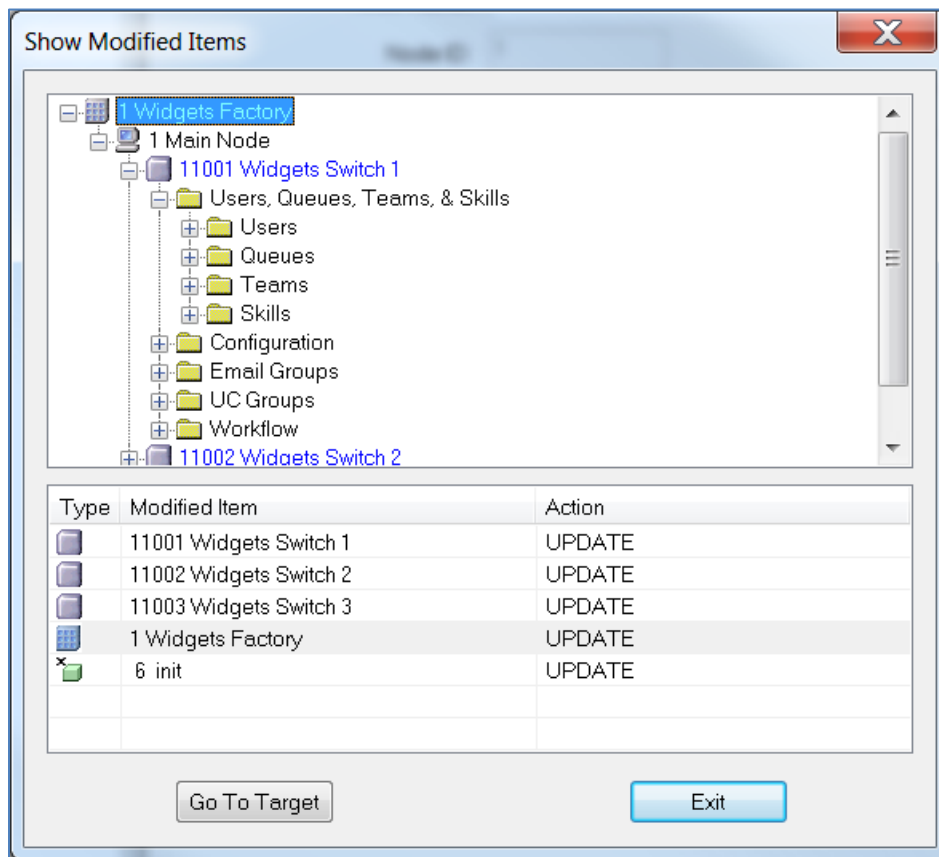 Show Modified Items
Node ID
1 Widgets Factory
1 Main Node
11001 Widgets Switch 1
Users, Queues, Teams, & Skills
Users
Queues
Teams
Skills
Configuration
Email Groups
UC Groups
Workflow
11002 Widgets Switch 2
Type Modified Item Action
11001 Widgets Switch 1 UPDATE
11002 Widgets Switch 2 UPDATE
11003 Widgets Switch 3 UPDATE
1 Widgets Factory UPDATE
6 init UPDATE
Go To Target Exit